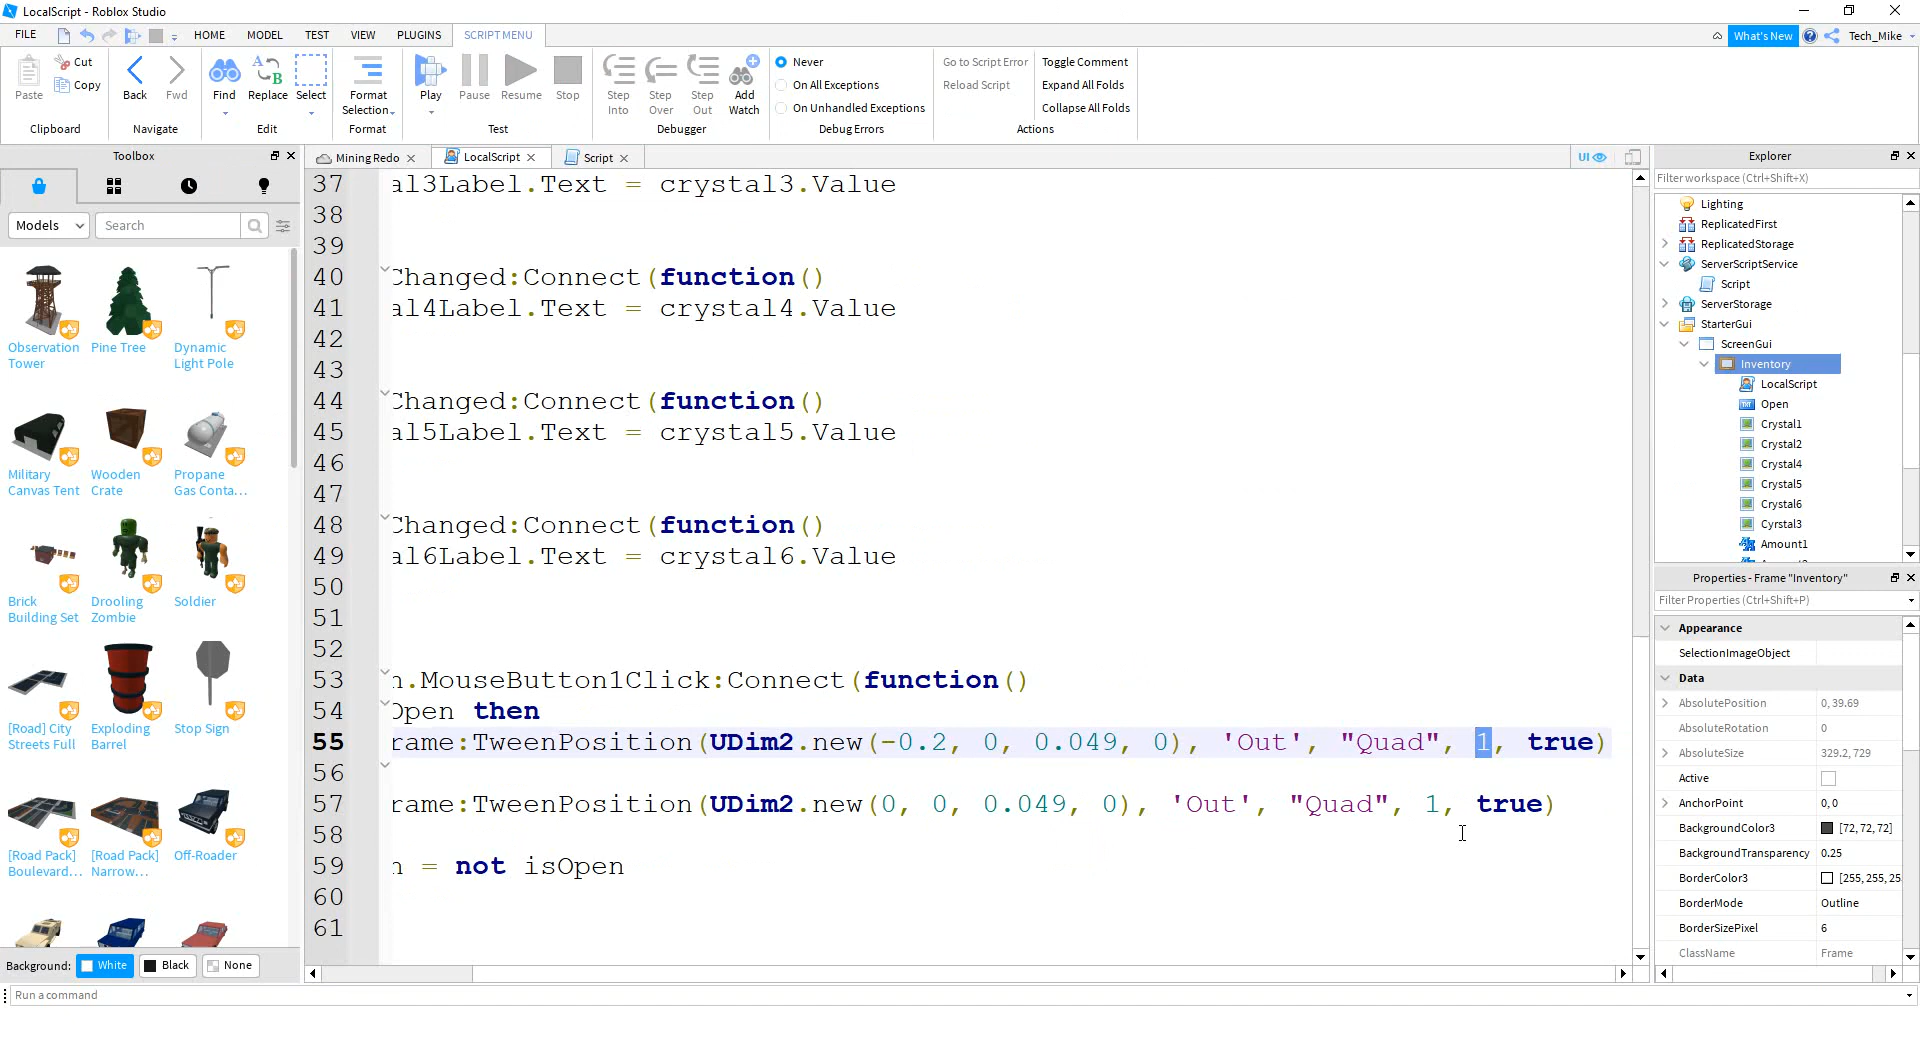 LocalScript - Roblox Studio
FILE HOME MODEL TEST VIEW PLUGINS SCRIPT MENU What's New Tech_Mike
Paste Cut Copy
Clipboard
Back Fwd
Navigate
Find Replace Select
Edit
Format Selection
Format
Play Pause Resume Stop
Test
Step Into Step Over Step Out Add Watch
Debugger
Never
On All Exceptions
On Unhandled Exceptions
Debug Errors
Go to Script Error
Reload Script
Toggle Comment
Expand All Folds
Collapse All Folds
Actions
Toolbox
Models Search
Observation Tower
Pine Tree
Dynamic Light Pole
Military Canvas Tent
Wooden Crate
Propane Gas Conta...
Brick Building Set
Drooling Zombie
Soldier
[Road] City Streets Full
Exploding Barrel
Stop Sign
[Road Pack] Boulevard...
[Road Pack] Narrow...
Off-Roader
Background: White Black None
Run a command
Mining Redo LocalScript Script UI
37 al3Label.Text = crystal3.Value
38
39
40 Changed:Connect(function()
41 al4Label.Text = crystal4.Value
42
43
44 Changed:Connect(function()
45 al5Label.Text = crystal5.Value
46
47
48 Changed:Connect(function()
49 al6Label.Text = crystal6.Value
50
51
52
53 n.MouseButton1Click:Connect(function()
54 Open then
55 rame:TweenPosition(UDim2.new(-0.2, 0, 0.049, 0), 'Out', "Quad", 1, true)
56
57 rame:TweenPosition(UDim2.new(0, 0, 0.049, 0), 'Out', "Quad", 1, true)
58
59 n = not isOpen
60
61
Explorer
Filter workspace (Ctrl+Shift+X)
Lighting
ReplicatedFirst
ReplicatedStorage
ServerScriptService
Script
ServerStorage
StarterGui
ScreenGui
Inventory
LocalScript
Open
Crystal1
Crystal2
Crystal4
Crystal5
Crystal6
Cyrstal3
Amount1
Properties - Frame "Inventory"
Filter Properties (Ctrl+Shift+P)
Appearance
SelectionImageObject
Data
AbsolutePosition 0, 39.69
AbsoluteRotation 0
AbsoluteSize 329.2, 729
Active
AnchorPoint 0, 0
BackgroundColor3 [72, 72, 72]
BackgroundTransparency 0.25
BorderColor3 [255, 255, 25
BorderMode Outline
BorderSizePixel 6
ClassName Frame